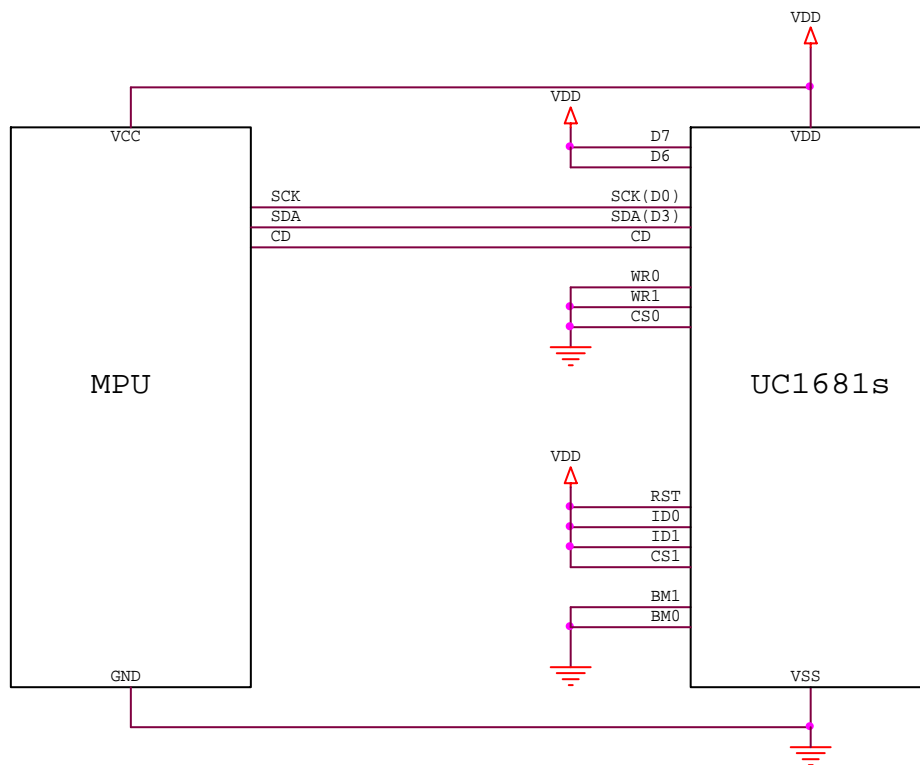 VDD
VDD
VCC
VDD
D7
D6
SCK
SCK(D0)
SDA
SDA(D3)
CD
CD
WR0
WR1
CS0
MPU
UC1681s
VDD
RST
ID0
ID1
CS1
BM1
BM0
GND
VSS